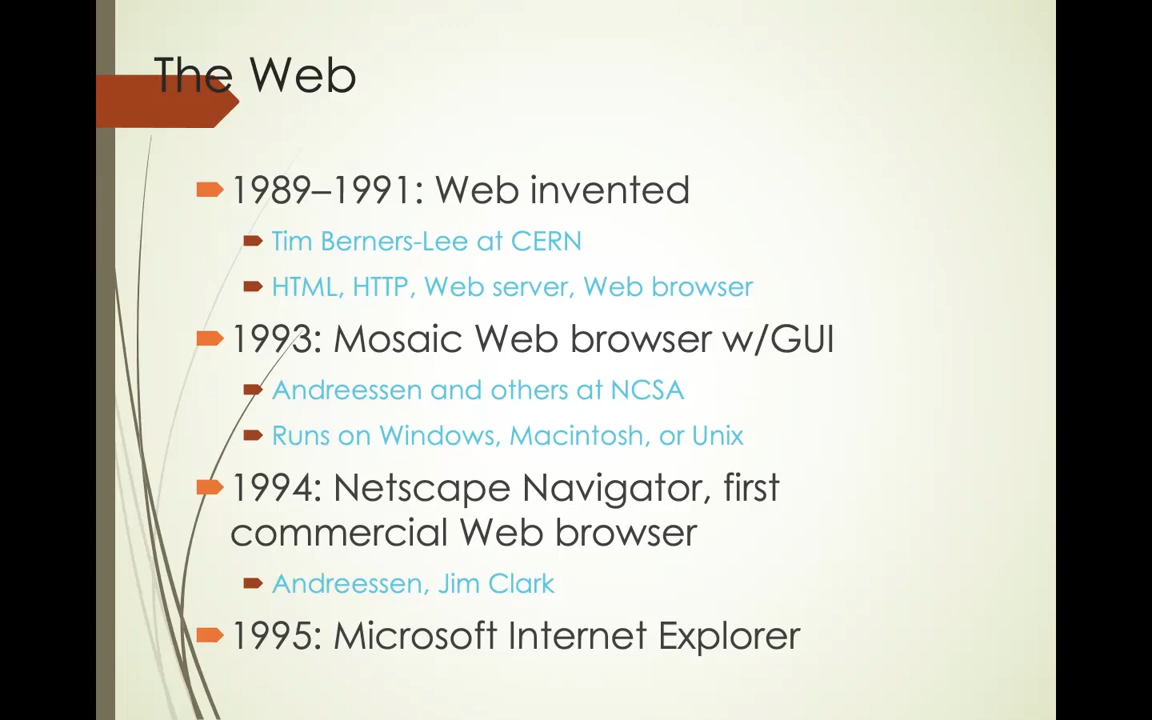 The Web
1989–1991: Web invented
Tim Berners-Lee at CERN
HTML, HTTP, Web server, Web browser
1993: Mosaic Web browser w/GUI
Andreessen and others at NCSA
Runs on Windows, Macintosh, or Unix
1994: Netscape Navigator, first
commercial Web browser
Andreessen, Jim Clark
1995: Microsoft Internet Explorer